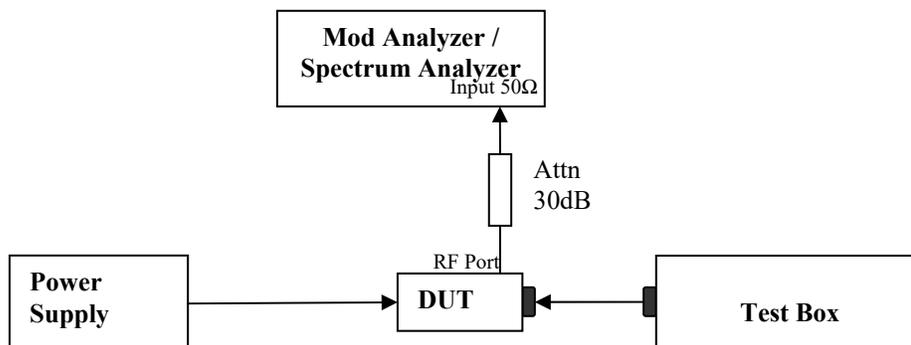 Mod Analyzer /
Spectrum Analyzer
Input 50Ω
Attn
30dB
RF Port
Power
Supply
DUT
Test Box